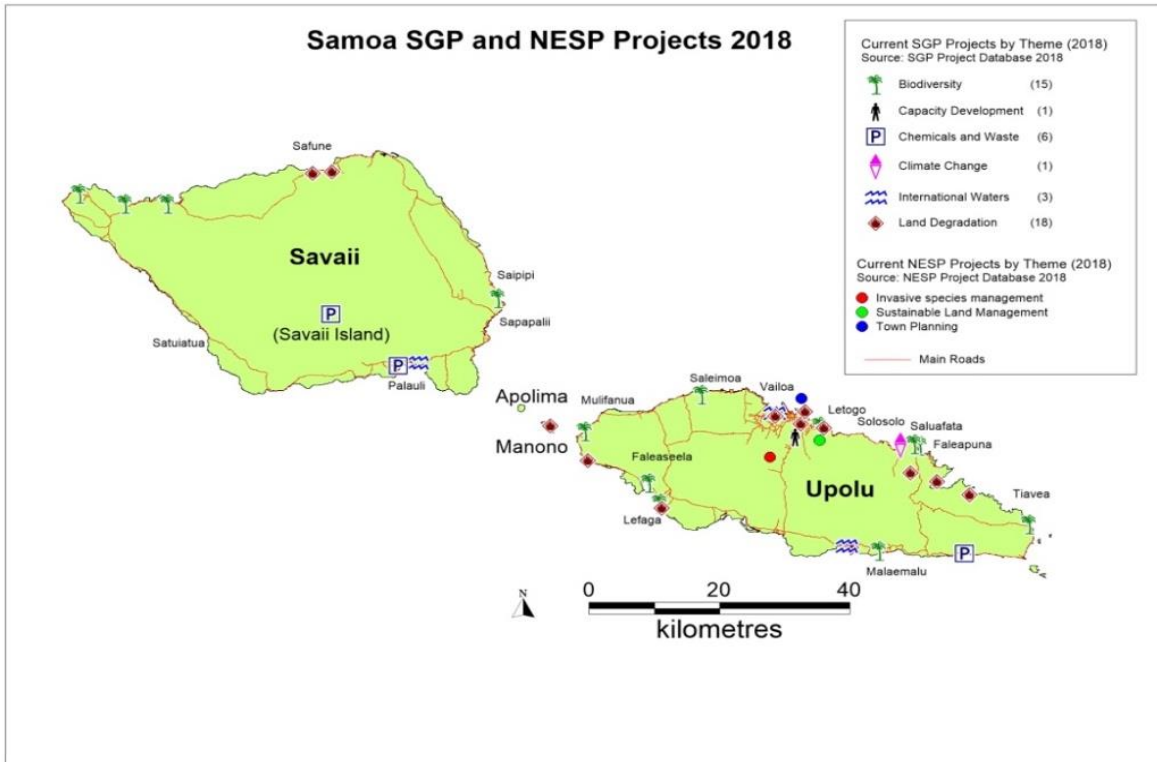 Samoa SGP and NESP Projects 2018
Current SGP Projects by Theme (2018)
Source: SGP Project Database 2018
Biodiversity (15)
Capacity Development (1)
P Chemicals and Waste (6)
Climate Change (1)
International Waters (3)
Land Degradation (18)
Current NESP Projects by Theme (2018)
Source: NESP Project Database 2018
Invasive species management
Sustainable Land Management
Town Planning
Main Roads
Safune
Savaii
Saipipi
P
Sapapalii
(Savaii Island)
Satuiatua
P
Palauli
Apolima
Manono
Mulifanua
Saleimoa
Vailoa
Letogo
Solosolo
Saluafata
Faleapuna
Faleaseela
Upolu
Tiavea
Lefaga
P
Malaemalu
N
0 20 40
kilometres